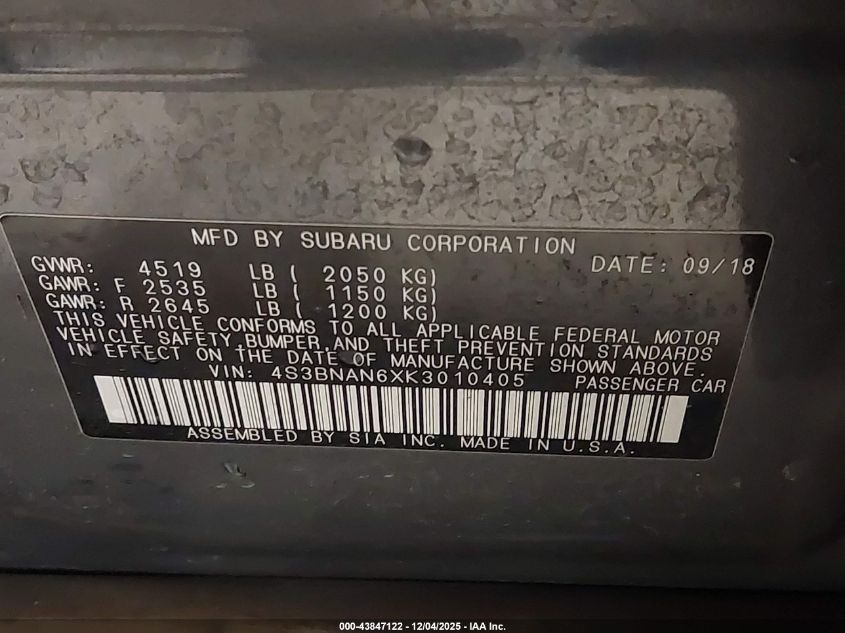 MFD BY SUBARU CORPORATION
DATE: 09/18
GVWR: 4519 LB ( 2050 KG)
GAWR: F 2535 LB ( 1150 KG)
GAWR: R 2645 LB ( 1200 KG)
THIS VEHICLE CONFORMS TO ALL APPLICABLE FEDERAL MOTOR
VEHICLE SAFETY, BUMPER, AND THEFT PREVENTION STANDARDS
IN EFFECT ON THE DATE OF MANUFACTURE SHOWN ABOVE.
VIN: 4S3BNAN6XK3010405 PASSENGER CAR
ASSEMBLED BY SIA INC. MADE IN U.S.A.
000-43847122 - 12/04/2025 - IAA Inc.